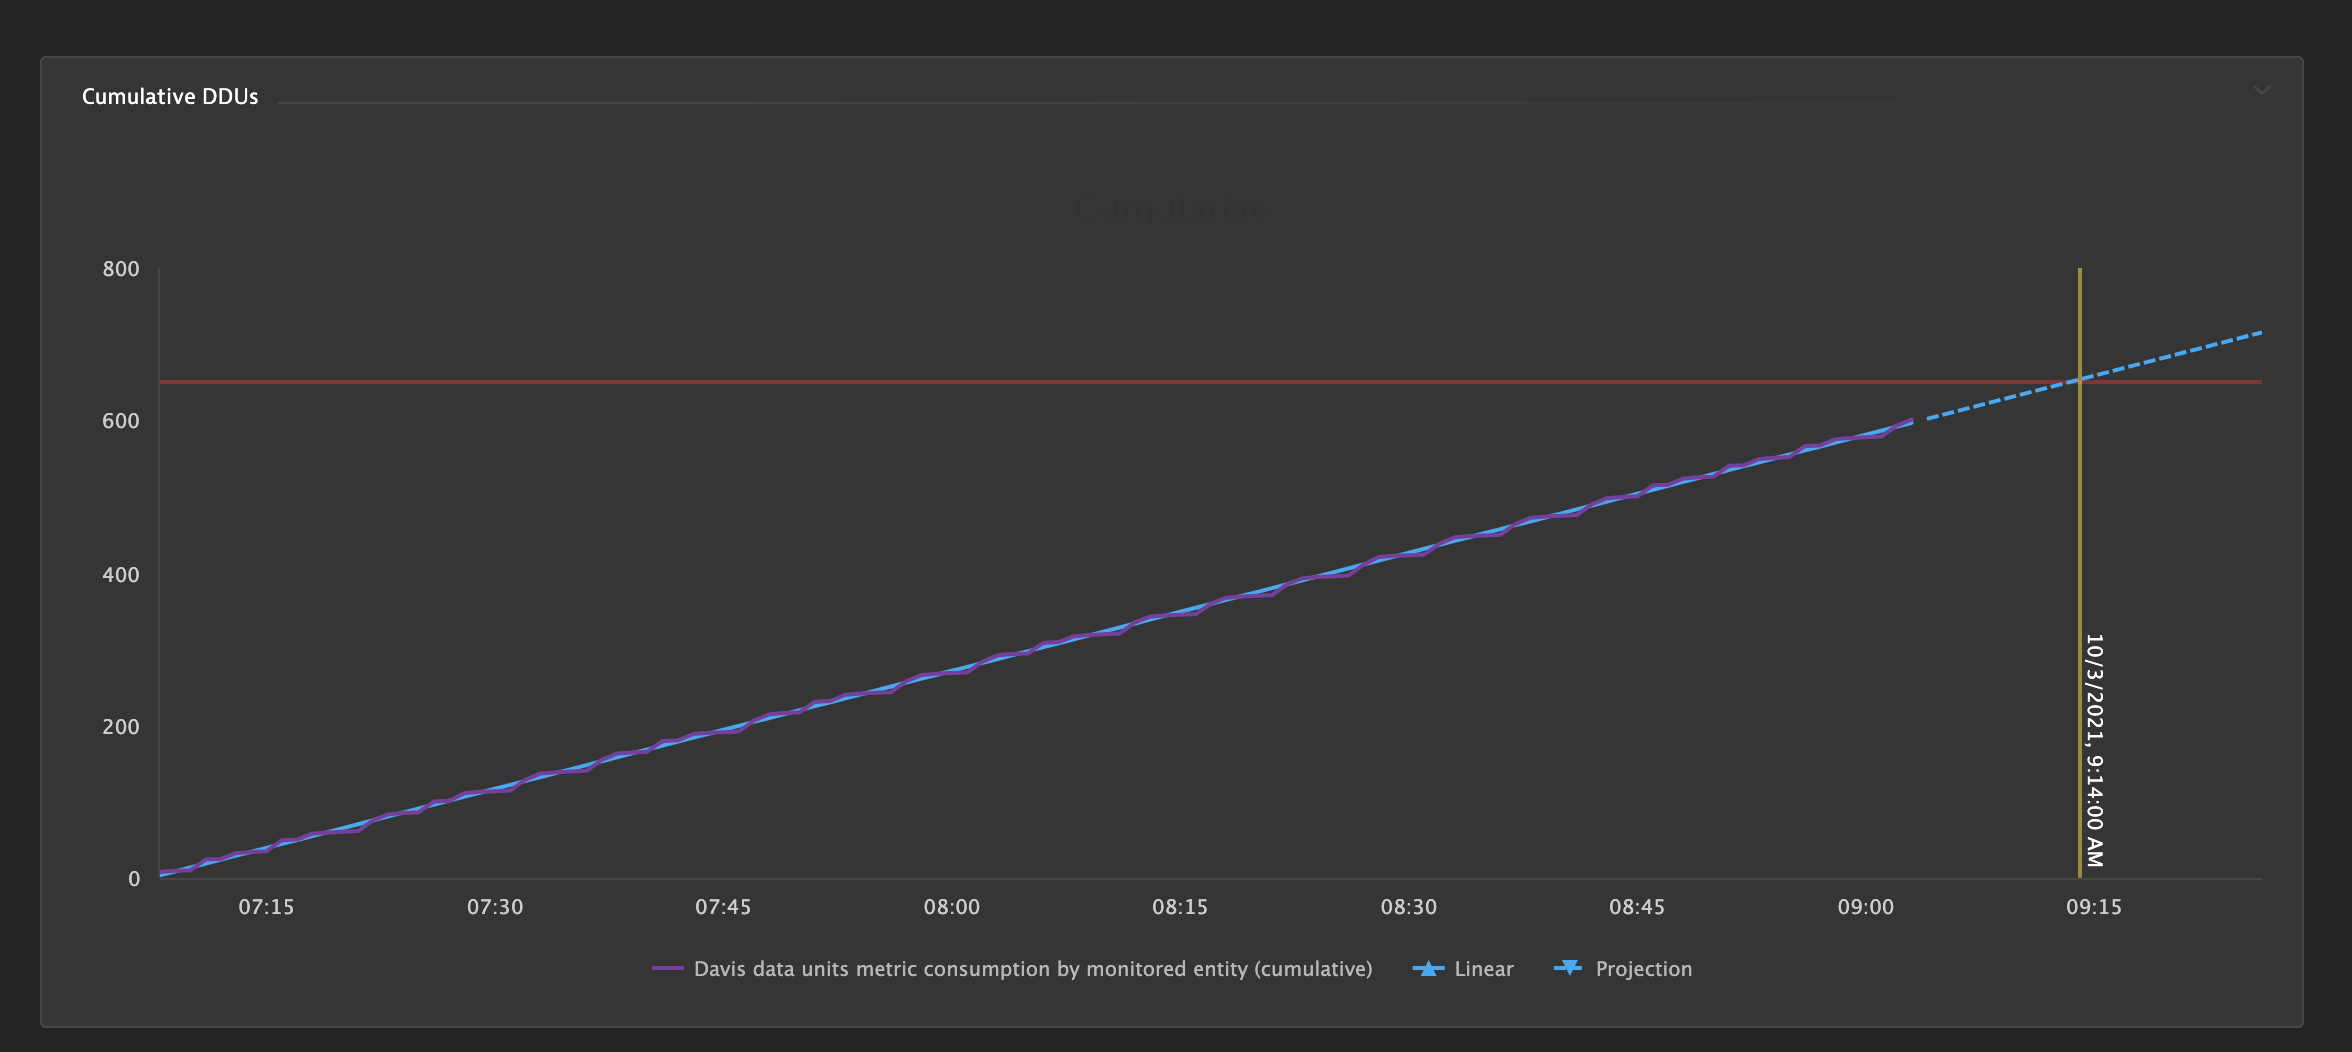 Cumulative DDUs
Cumulative
800
600
400
200
0
10/3/2021, 9:14:00 AM
07:15 07:30 07:45 08:00 08:15 08:30 08:45 09:00 09:15
Davis data units metric consumption by monitored entity (cumulative) Linear Projection